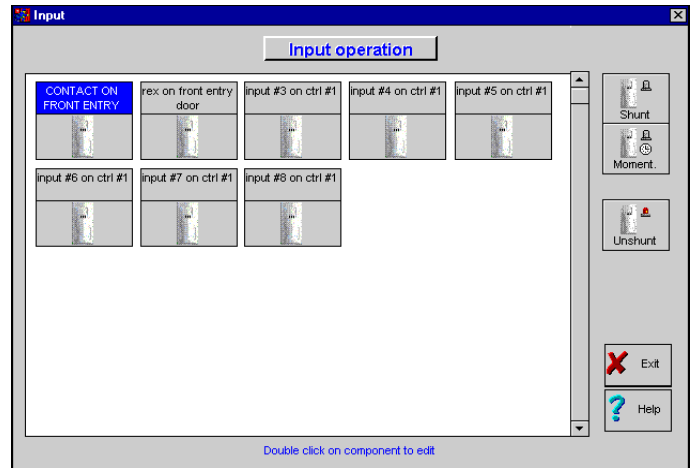 Input
Input operation
CONTACT ON
FRONT ENTRY
rex on front entry
door
input #3 on ctrl #1
input #4 on ctrl #1
input #5 on ctrl #1
input #6 on ctrl #1
input #7 on ctrl #1
input #8 on ctrl #1
Shunt
Moment.
Unshunt
Exit
Help
Double click on component to edit